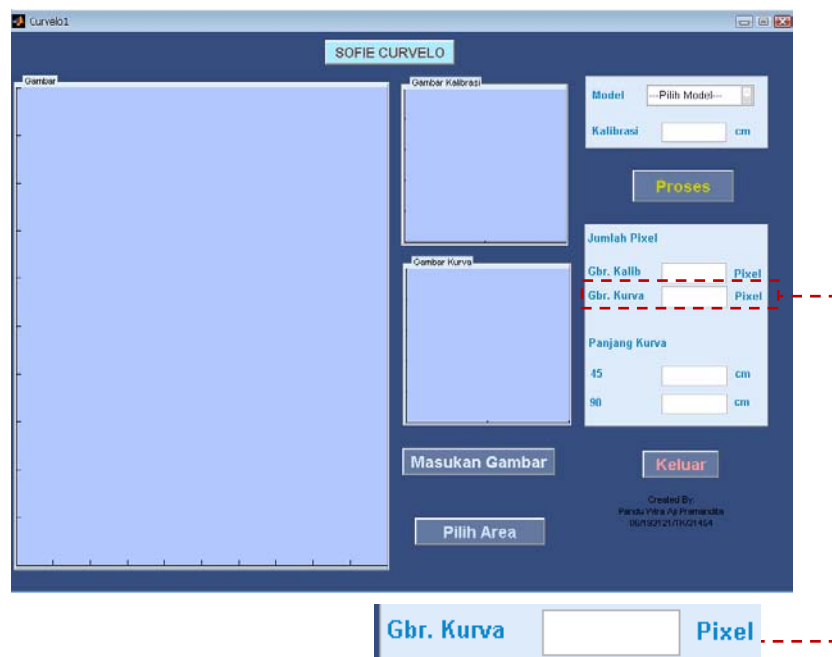 Curvelo1
SOFIE CURVELO
Gambar
Gambar Kalibrasi
Model
---Pilih Model---
Kalibrasi
cm
Proses
Jumlah Pixel
Gbr. Kalib
Pixel
Gbr. Kurva
Pixel
Gambar Kurva
Panjang Kurva
45
cm
90
cm
Masukan Gambar
Keluar
Pilih Area
Created By:
Gbr. Kurva
Pixel